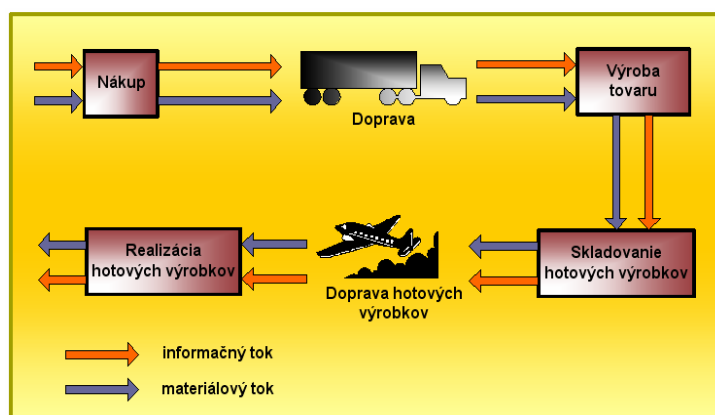 Nákup
Doprava
Výroba
tovaru
Realizácia
hotových výrobkov
Doprava hotových
výrobkov
Skladovanie
hotových výrobkov
informačný tok
materiálový tok